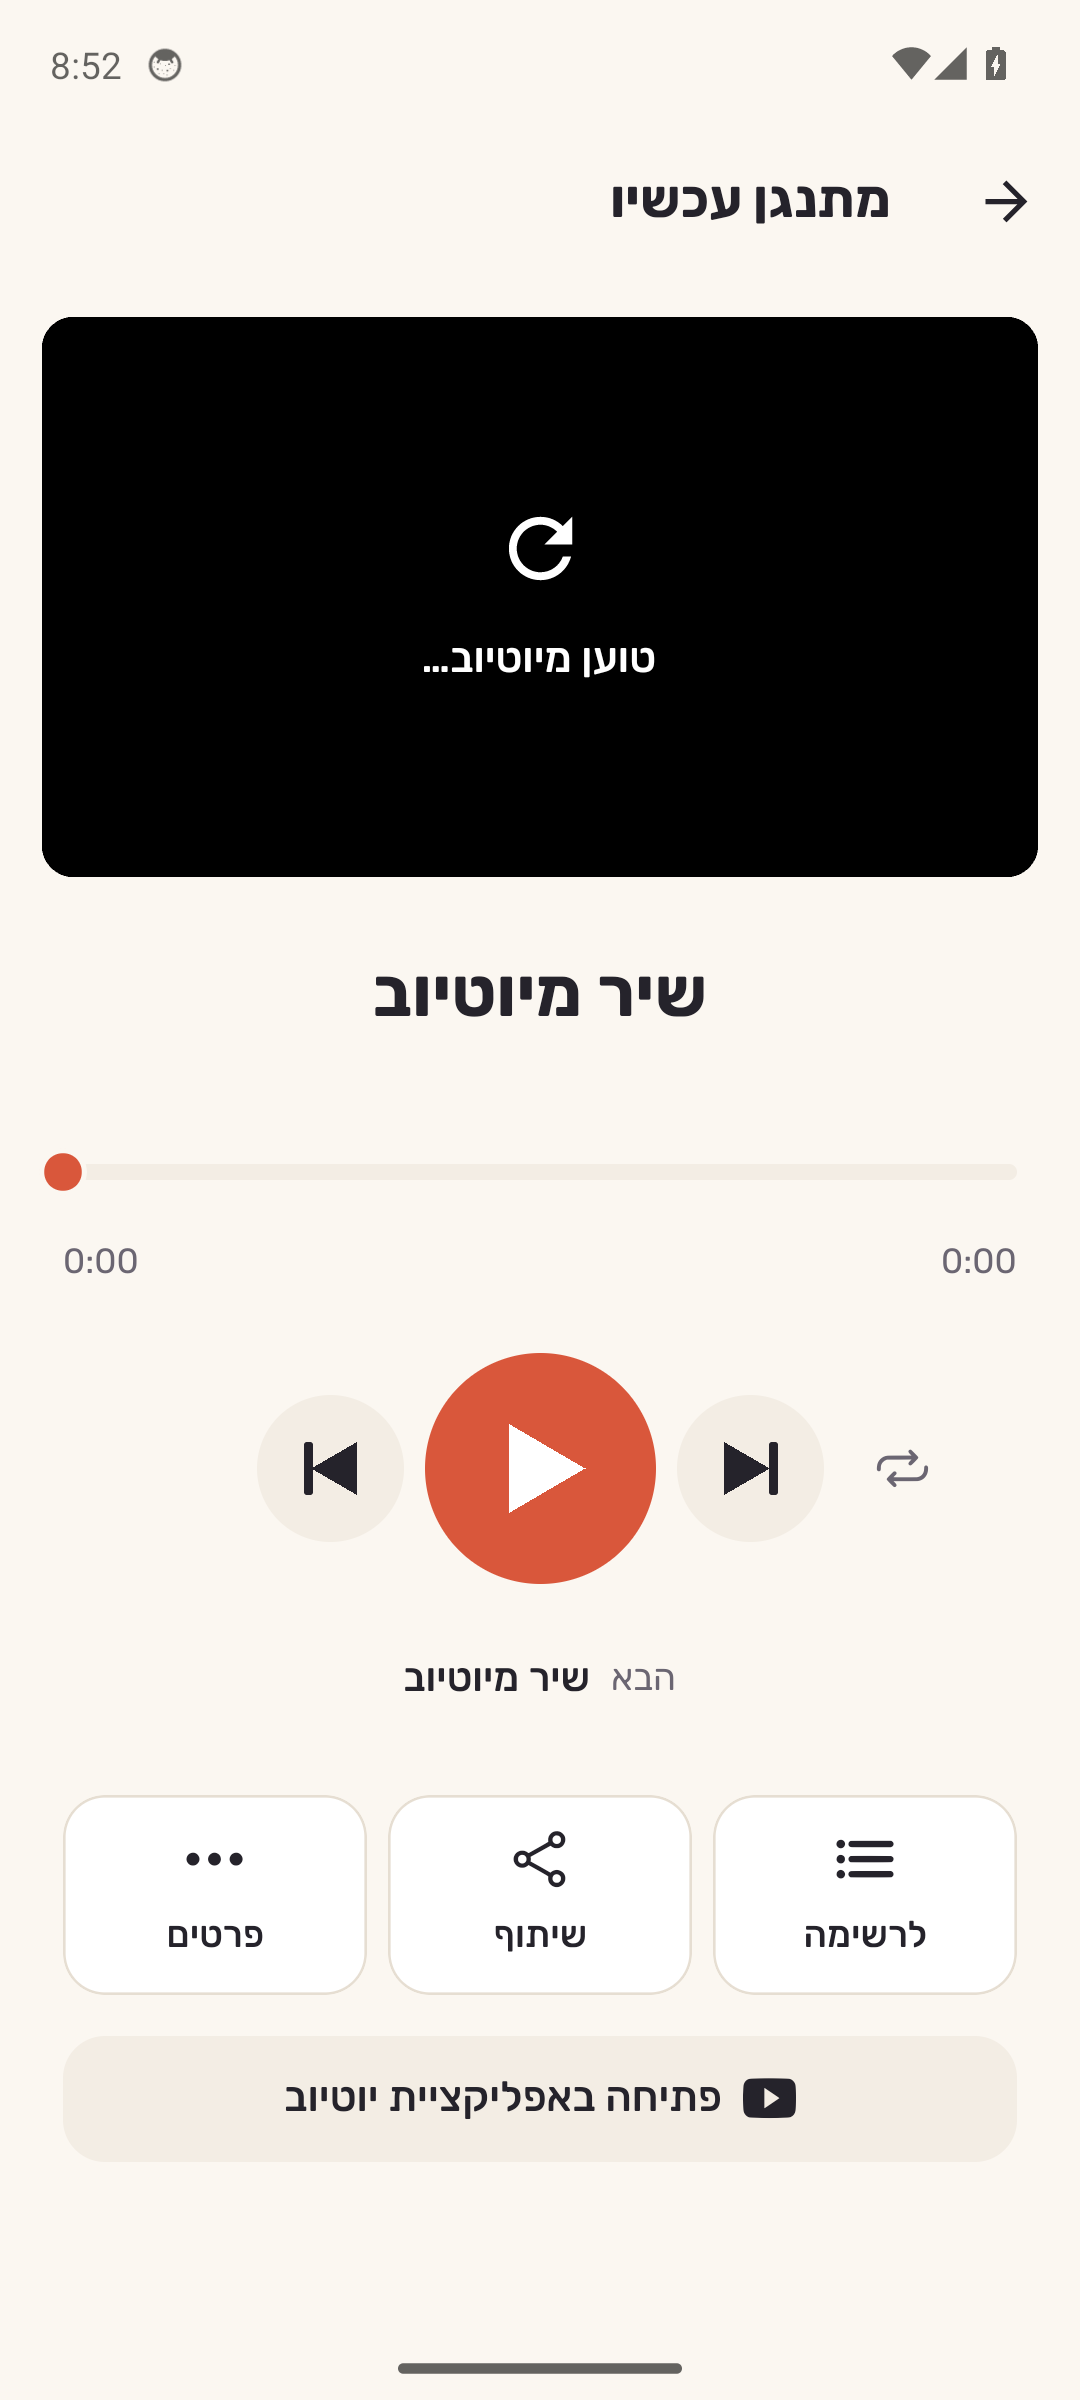 8:52
מתנגן עכשיו
טוען מיוטיוב...
שיר מיוטיוב
0:00 0:00
הבא שיר מיוטיוב
לרשימה שיתוף פרטים
פתיחה באפליקציית יוטיוב